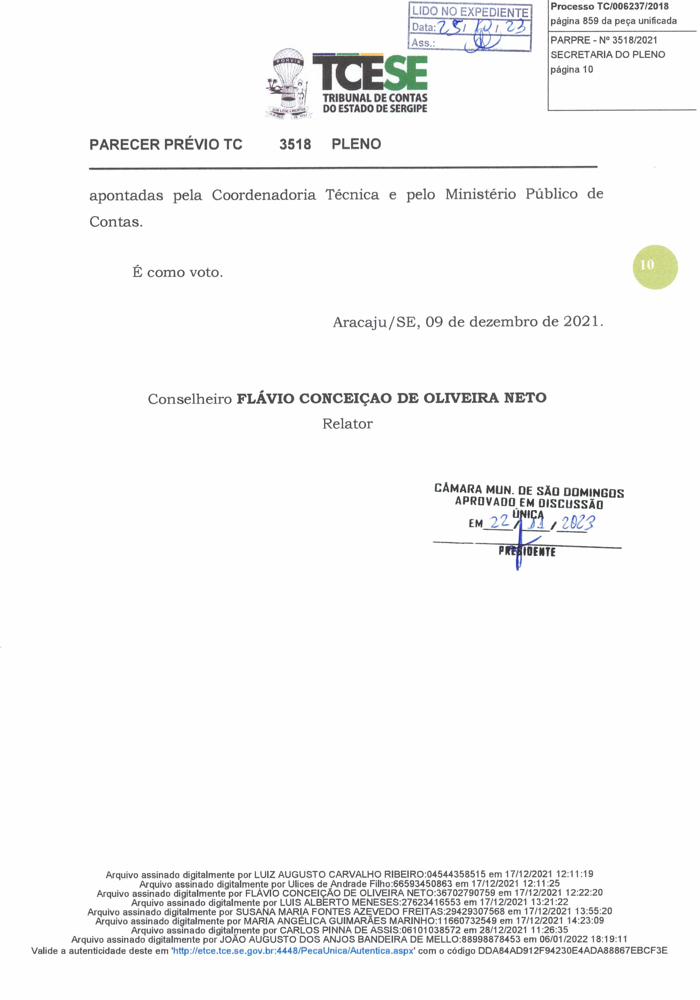 LIDO NO EXPEDIENTE
Data: 25/10/23
Ass.:
Processo TC/006237/2018
página 859 da peça unificada
PARPRE - Nº 3518/2021
SECRETARIA DO PLENO
página 10
PORVIR
SUB LEGE LIBERTAS
DE 1892
TCESE
TRIBUNAL DE CONTAS
DO ESTADO DE SERGIPE
PARECER PRÉVIO TC 3518 PLENO
apontadas pela Coordenadoria Técnica e pelo Ministério Público de
Contas.
10
É como voto.
Aracaju/SE, 09 de dezembro de 2021.
Conselheiro FLÁVIO CONCEIÇAO DE OLIVEIRA NETO
Relator
CÂMARA MUN. DE SÃO DOMINGOS
APROVADO EM DISCUSSÃO
ÚNICA
EM 22/11/2023
PRESIDENTE
Arquivo assinado digitalmente por LUIZ AUGUSTO CARVALHO RIBEIRO:04544358515 em 17/12/2021 12:11:19
Arquivo assinado digitalmente por Ulices de Andrade Filho:66593450863 em 17/12/2021 12:11:25
Arquivo assinado digitalmente por FLÁVIO CONCEIÇÃO DE OLIVEIRA NETO:36702790759 em 17/12/2021 12:22:20
Arquivo assinado digitalmente por LUIS ALBERTO MENESES:27623416553 em 17/12/2021 13:21:22
Arquivo assinado digitalmente por SUSANA MARIA FONTES AZEVEDO FREITAS:29429307568 em 17/12/2021 13:55:20
Arquivo assinado digitalmente por MARIA ANGÉLICA GUIMARÃES MARINHO:11660732549 em 17/12/2021 14:23:09
Arquivo assinado digitalmente por CARLOS PINNA DE ASSIS:06101038572 em 28/12/2021 11:26:35
Arquivo assinado digitalmente por JOÃO AUGUSTO DOS ANJOS BANDEIRA DE MELLO:88998878453 em 06/01/2022 18:19:11
Valide a autenticidade deste em 'http://etce.tce.se.gov.br:4448/PecaUnica/Autentica.aspx' com o código DDA84AD912F94230E4ADA88867EBCF3E